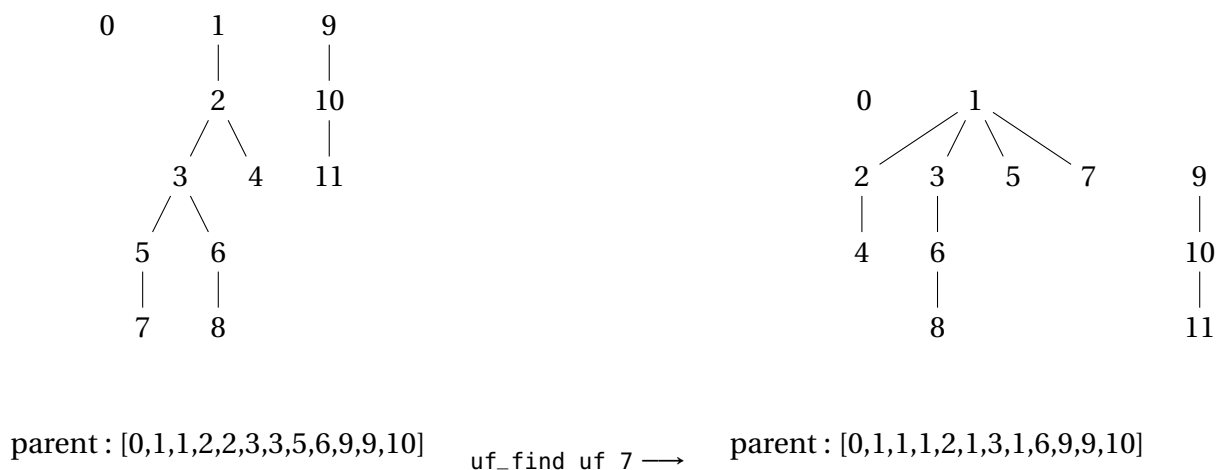 0 1 9
2 10
3 4 11
5 6
7 8
parent : [0,1,1,2,2,3,3,5,6,9,9,10]
uf_find uf 7 ⟶
0 1
2 3 5 7 9
4 6 10
8 11
parent : [0,1,1,1,2,1,3,1,6,9,9,10]